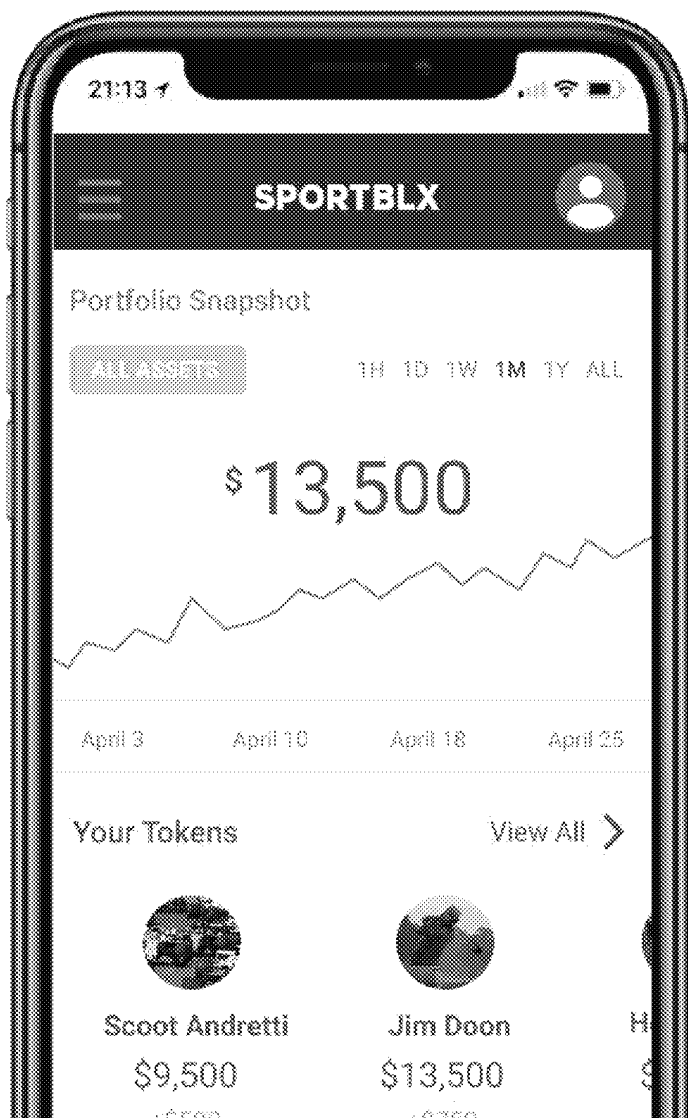 21:13
SPORTBLX
Portfolio Snapshot
ALL ASSETS 1H 1D 1W 1M 1Y ALL
$13,500
April 3 April 10 April 18 April 25
Your Tokens View All
Scoot Andretti Jim Doon
$9,500 $13,500